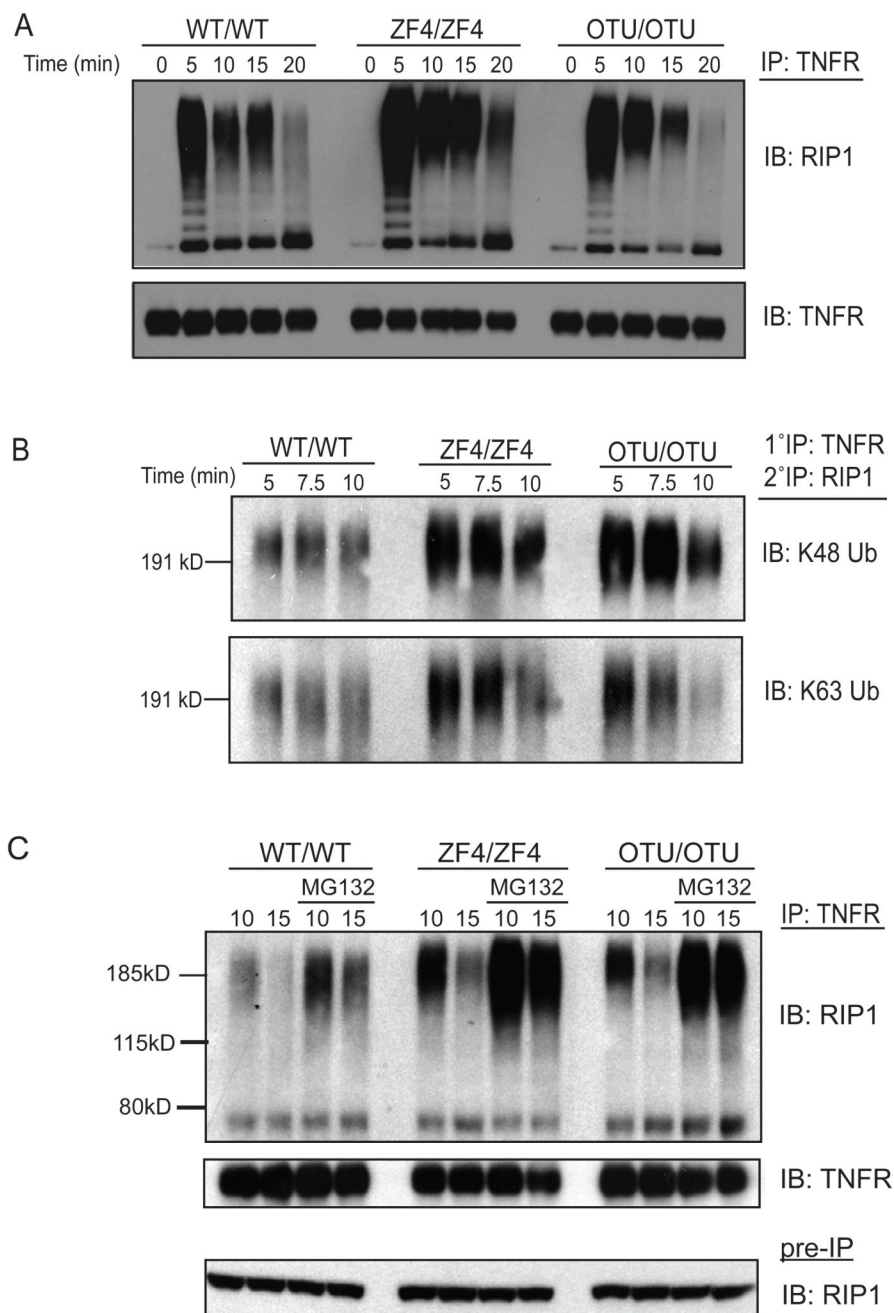 A
WT/WT ZF4/ZF4 OTU/OTU
Time (min) 0 5 10 15 20 0 5 10 15 20 0 5 10 15 20 IP: TNFR
IB: RIP1
IB: TNFR
B
WT/WT ZF4/ZF4 OTU/OTU 1°IP: TNFR
Time (min) 5 7.5 10 5 7.5 10 5 7.5 10 2°IP: RIP1
191 kD IB: K48 Ub
191 kD IB: K63 Ub
C
WT/WT ZF4/ZF4 OTU/OTU
MG132 MG132 MG132
10 15 10 15 10 15 10 15 10 15 10 15 IP: TNFR
185kD
IB: RIP1
115kD
80kD
IB: TNFR
pre-IP
IB: RIP1